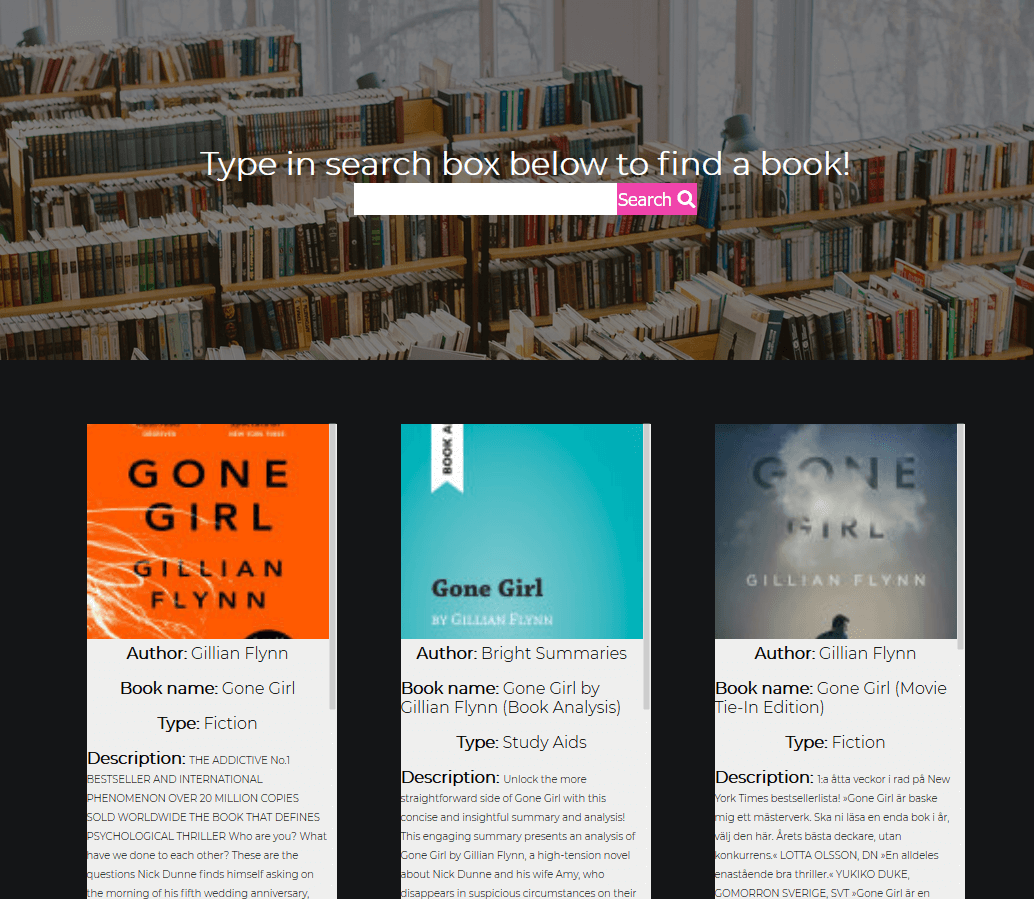 Type in search box below to find a book!
Search
GONE
GIRL
GILLIAN
FLYNN
Author: Gillian Flynn
Book name: Gone Girl
Type: Fiction
Description: THE ADDICTIVE No.1
BESTSELLER AND INTERNATIONAL
PHENOMENON OVER 20 MILLION COPIES
SOLD WORLDWIDE THE BOOK THAT DEFINES
PSYCHOLOGICAL THRILLER Who are you? What
have we done to each other? These are the
questions Nick Dunne finds himself asking on
the morning of his fifth wedding anniversary,
BOOK A
Gone Girl
BY GILLIAN FLYNN
Author: Bright Summaries
Book name: Gone Girl by
Gillian Flynn (Book Analysis)
Type: Study Aids
Description: Unlock the more
straightforward side of Gone Girl with this
concise and insightful summary and analysis!
This engaging summary presents an analysis of
Gone Girl by Gillian Flynn, a high-tension novel
about Nick Dunne and his wife Amy, who
disappears in suspicious circumstances on their
GONE
GIRL
GILLIAN FLYNN
Author: Gillian Flynn
Book name: Gone Girl (Movie
Tie-In Edition)
Type: Fiction
Description: 1:a åtta veckor i rad på New
York Times bestsellerlista! »Gone Girl är baske
mig ett mästerverk. Ska ni läsa en enda bok i år,
välj den här. Årets bästa deckare, utan
konkurrens.« LOTTA OLSSON, DN »En alldeles
enastående bra thriller.« YUKIKO DUKE,
GOMORRON SVERIGE, SVT »Gone Girl är en